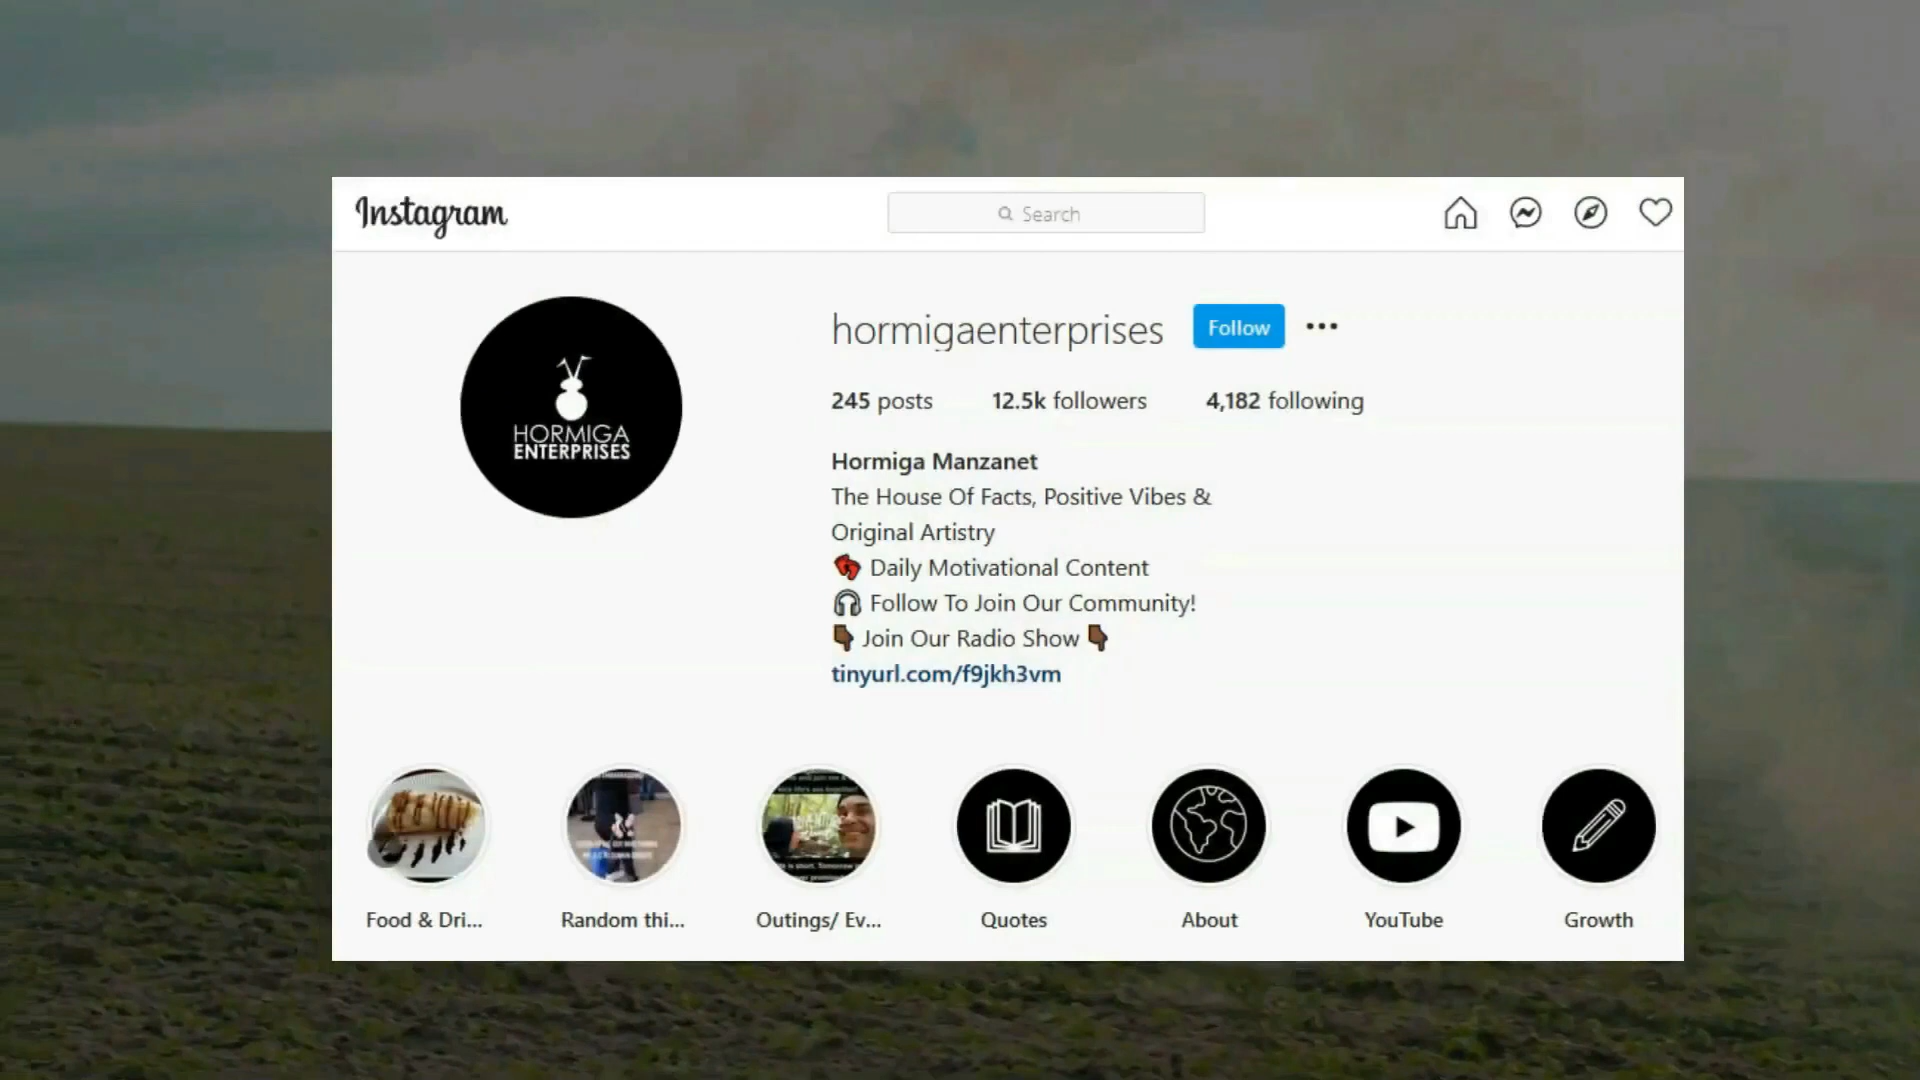 Instagram
Search
hormigaenterprises Follow
245 posts 12.5k followers 4,182 following
HORMIGA
ENTERPRISES
Hormiga Manzanet
The House Of Facts, Positive Vibes &
Original Artistry
👣 Daily Motivational Content
🎧 Follow To Join Our Community!
👇🏾 Join Our Radio Show 👇🏾
tinyurl.com/f9jkh3vm
Food & Dri... Random thi... Outings/ Ev... Quotes About YouTube Growth